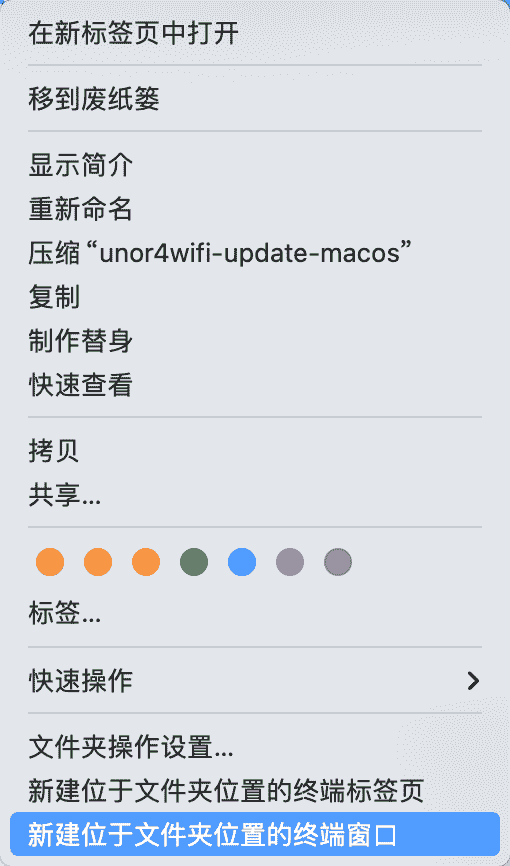 在新标签页中打开
移到废纸篓
显示简介
重新命名
压缩“unor4wifi-update-macos”
复制
制作替身
快速查看
拷贝
共享...
标签...
快速操作
文件夹操作设置...
新建位于文件夹位置的终端标签页
新建位于文件夹位置的终端窗口